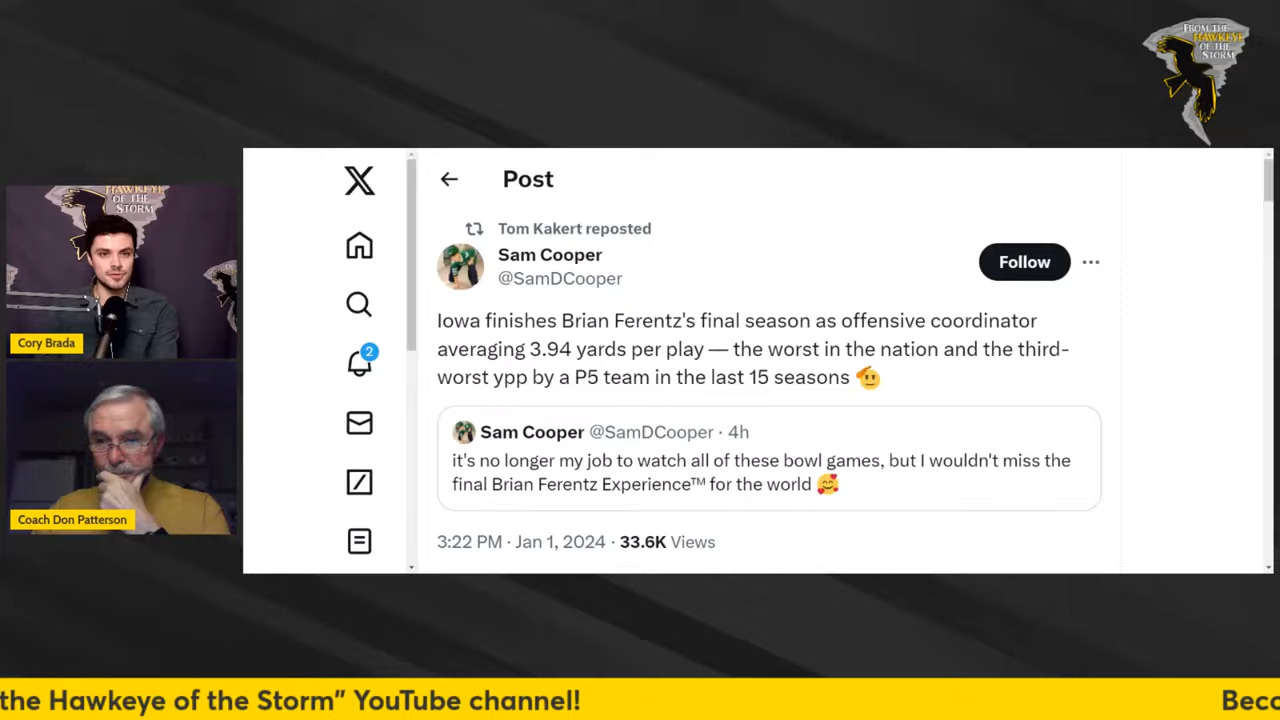 FROM THE
HAWKEYE
OF THE
STORM
HAWKEYE
OF THE
STORM
Cory Brada
Coach Don Patterson
Post
Tom Kakert reposted
Sam Cooper
@SamDCooper
Follow
Iowa finishes Brian Ferentz's final season as offensive coordinator
averaging 3.94 yards per play — the worst in the nation and the third-
worst ypp by a P5 team in the last 15 seasons 🫡
Sam Cooper @SamDCooper · 4h
it's no longer my job to watch all of these bowl games, but I wouldn't miss the
final Brian Ferentz Experience™ for the world 🥰
3:22 PM · Jan 1, 2024 · 33.6K Views
2
the Hawkeye of the Storm” YouTube channel!
Beco